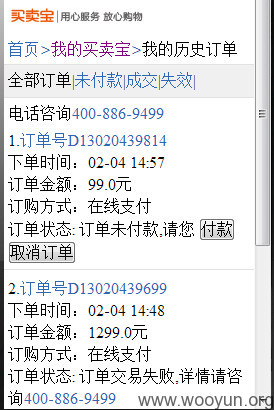 买卖宝 | 用心服务 放心购物
首页>我的买卖宝>我的历史订单
全部订单|未付款|成交|失效|
电话咨询400-886-9499
1.订单号D13020439814
下单时间：02-04 14:57
订单金额：99.0元
订购方式：在线支付
订单状态: 订单未付款,请您 付款
取消订单
2.订单号D13020439699
下单时间：02-04 14:48
订单金额：1299.0元
订购方式：在线支付
订单状态: 订单交易失败,详情请咨
询400-886-9499
www.wooyun.org